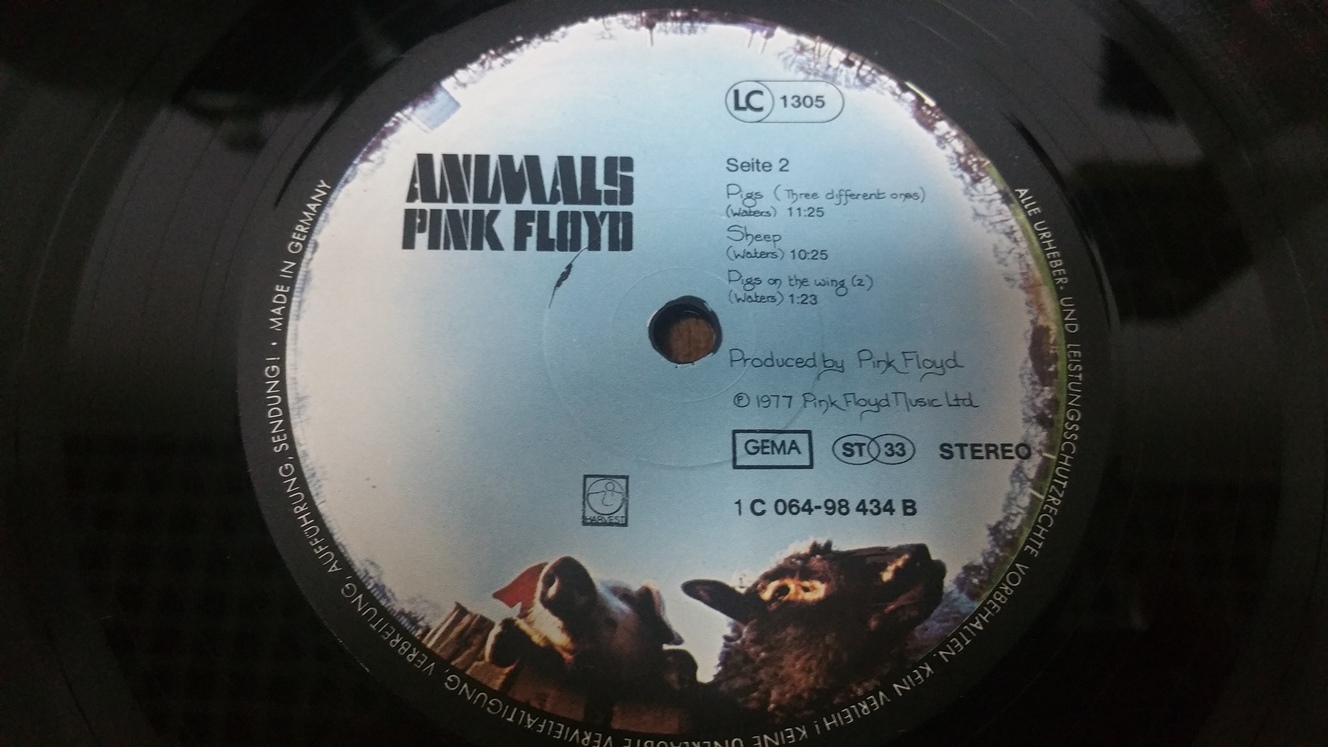 LC 1305
ANIMALS
PINK FLOYD
Seite 2
Pigs (Three different ones)
(Waters) 11:25
Sheep
(Waters) 10:25
Pigs on the wing (2)
(Waters) 1:23
Produced by Pink Floyd
℗ 1977 Pink Floyd Music Ltd.
GEMA ST 33 STEREO
HARVEST
1 C 064-98 434 B
ALLE URHEBER- UND LEISTUNGSSCHUTZRECHTE VORBEHALTEN. KEIN VERLEIH! KEINE UNERLAUBTE VERVIELFÄLTIGUNG, VERBREITUNG, AUFFÜHRUNG, SENDUNG! • MADE IN GERMANY